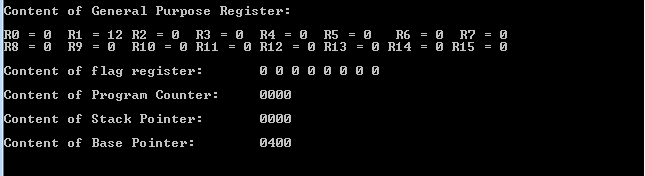 Content of General Purpose Register:
R0 = 0 R1 = 12 R2 = 0 R3 = 0 R4 = 0 R5 = 0 R6 = 0 R7 = 0
R8 = 0 R9 = 0 R10 = 0 R11 = 0 R12 = 0 R13 = 0 R14 = 0 R15 = 0
Content of flag register: 0 0 0 0 0 0 0 0
Content of Program Counter: 0000
Content of Stack Pointer: 0000
Content of Base Pointer: 0400